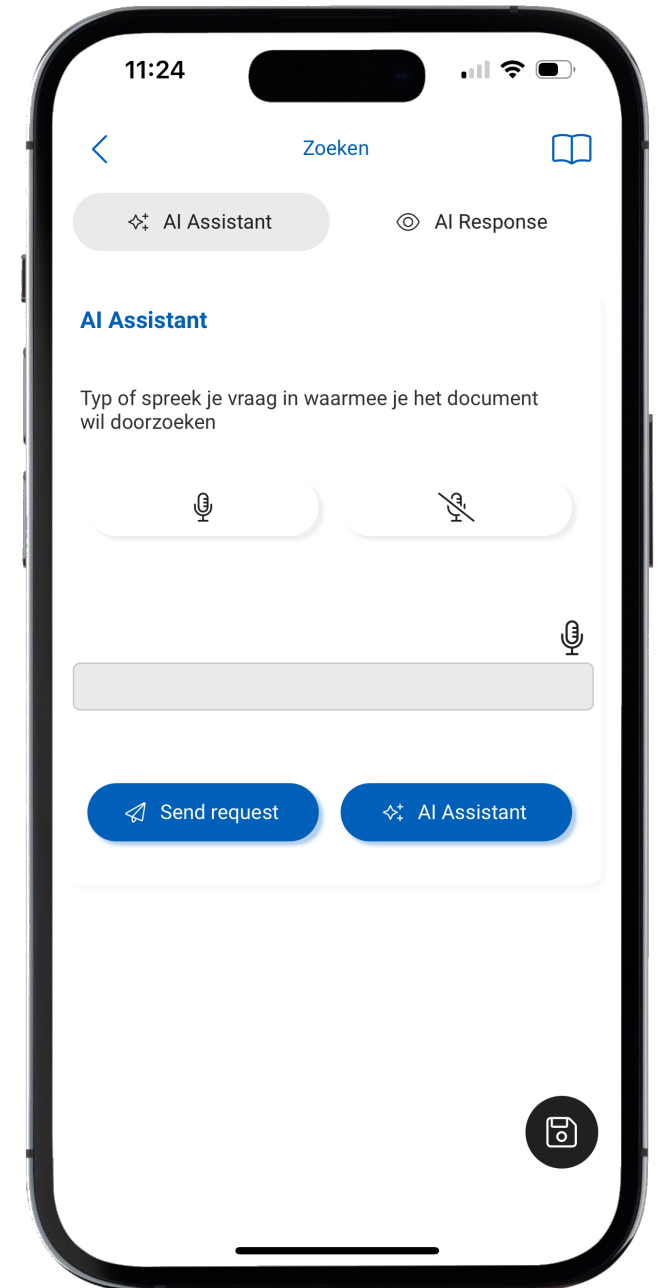 11:24
Zoeken
AI Assistant
AI Response
AI Assistant
Typ of spreek je vraag in waarmee je het document
wil doorzoeken
Send request
AI Assistant